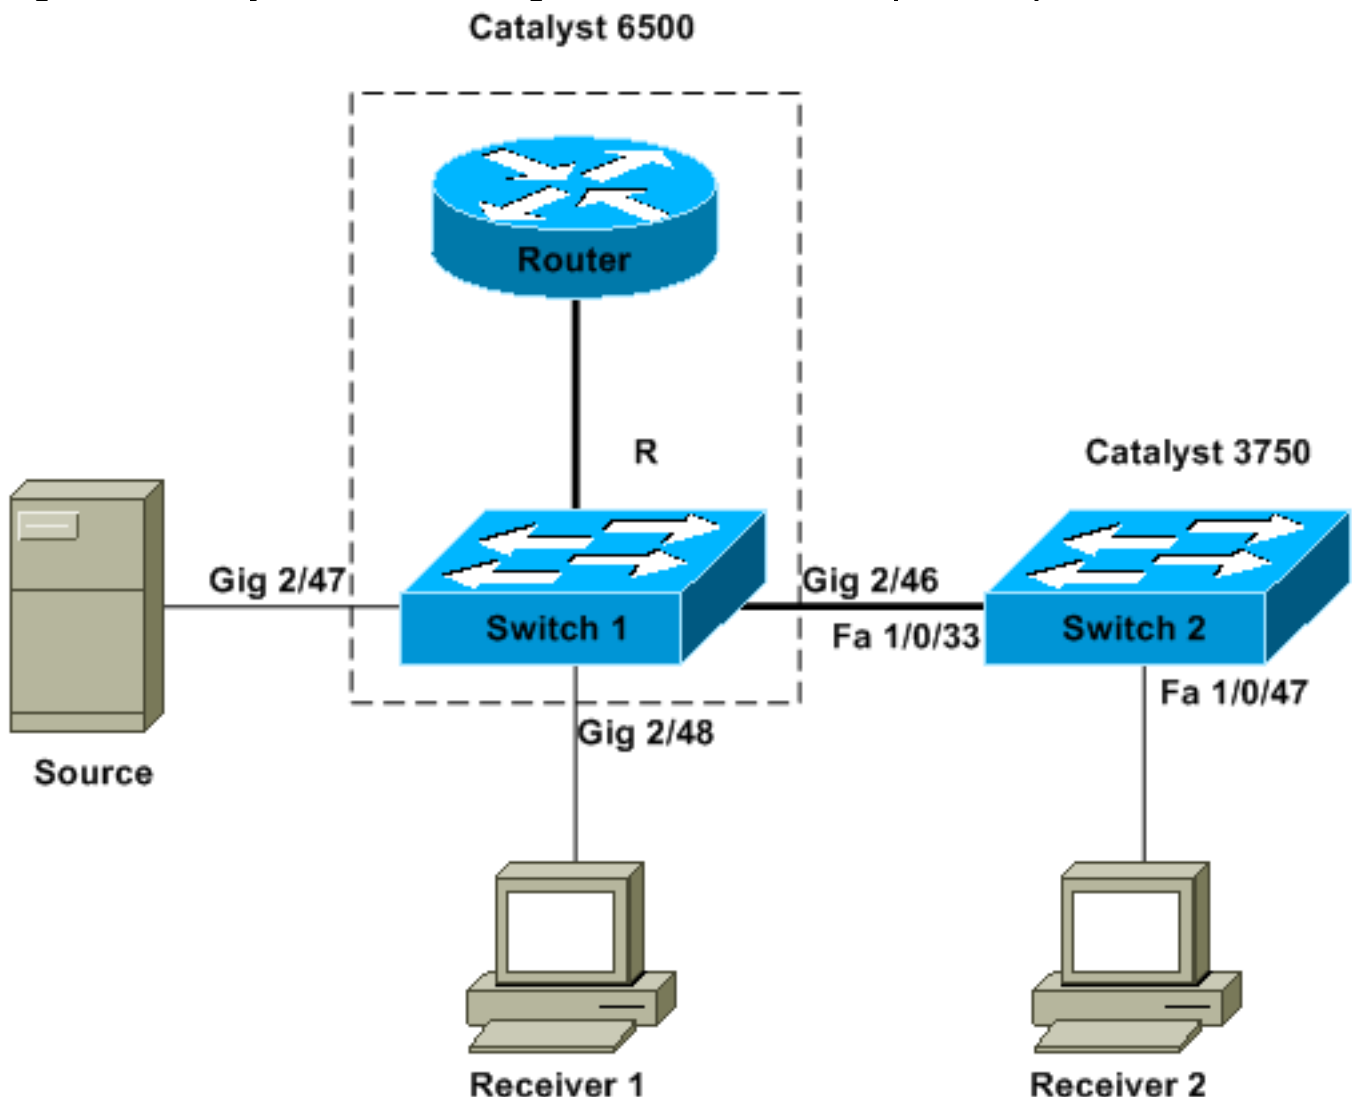 Catalyst 6500
Router
R
Catalyst 3750
Gig 2/47
Gig 2/46
Switch 1
Fa 1/0/33
Switch 2
Fa 1/0/47
Gig 2/48
Source
Receiver 1
Receiver 2